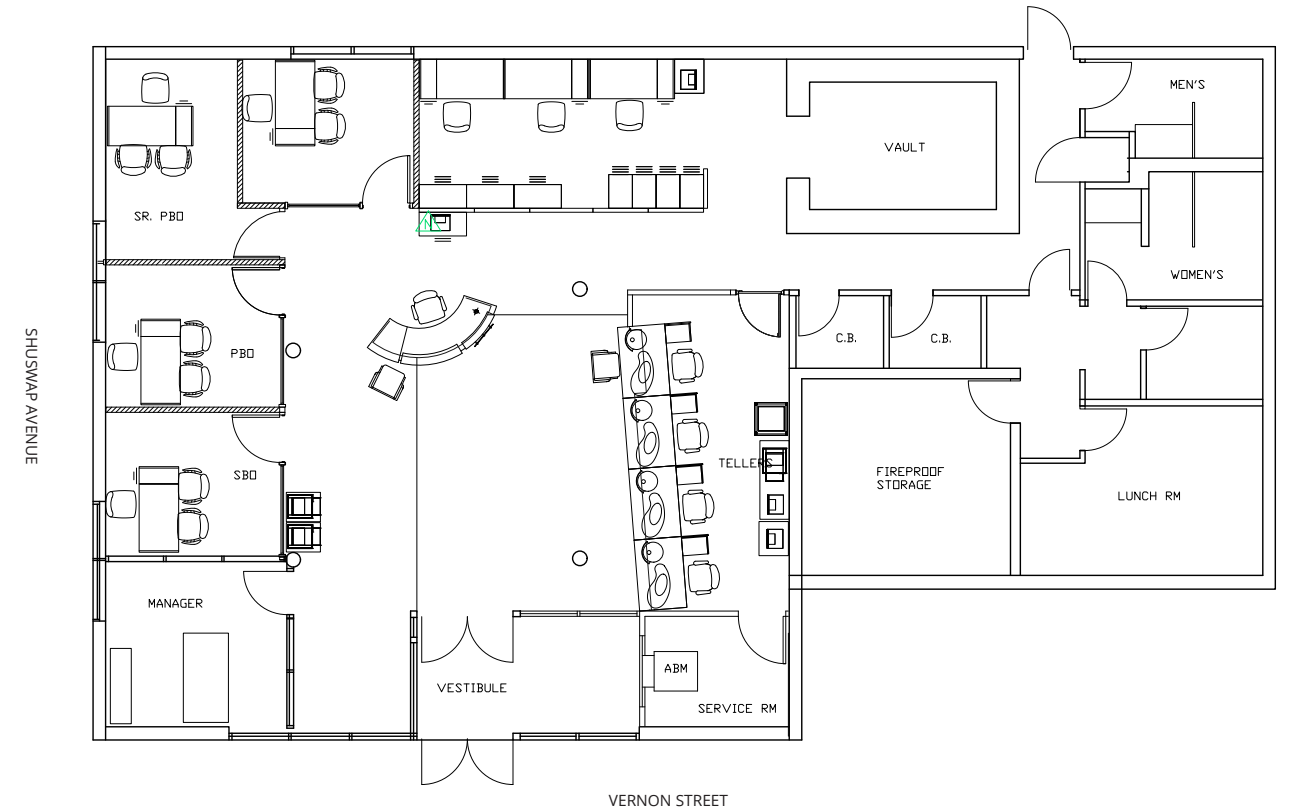 MEN'S
VAULT
SR. PBO
WOMEN'S
C.B.
C.B.
PBO
SHUSWAP AVENUE
TELLERS
SBO
FIREPROOF
STORAGE
LUNCH RM
MANAGER
ABM
VESTIBULE
SERVICE RM
VERNON STREET